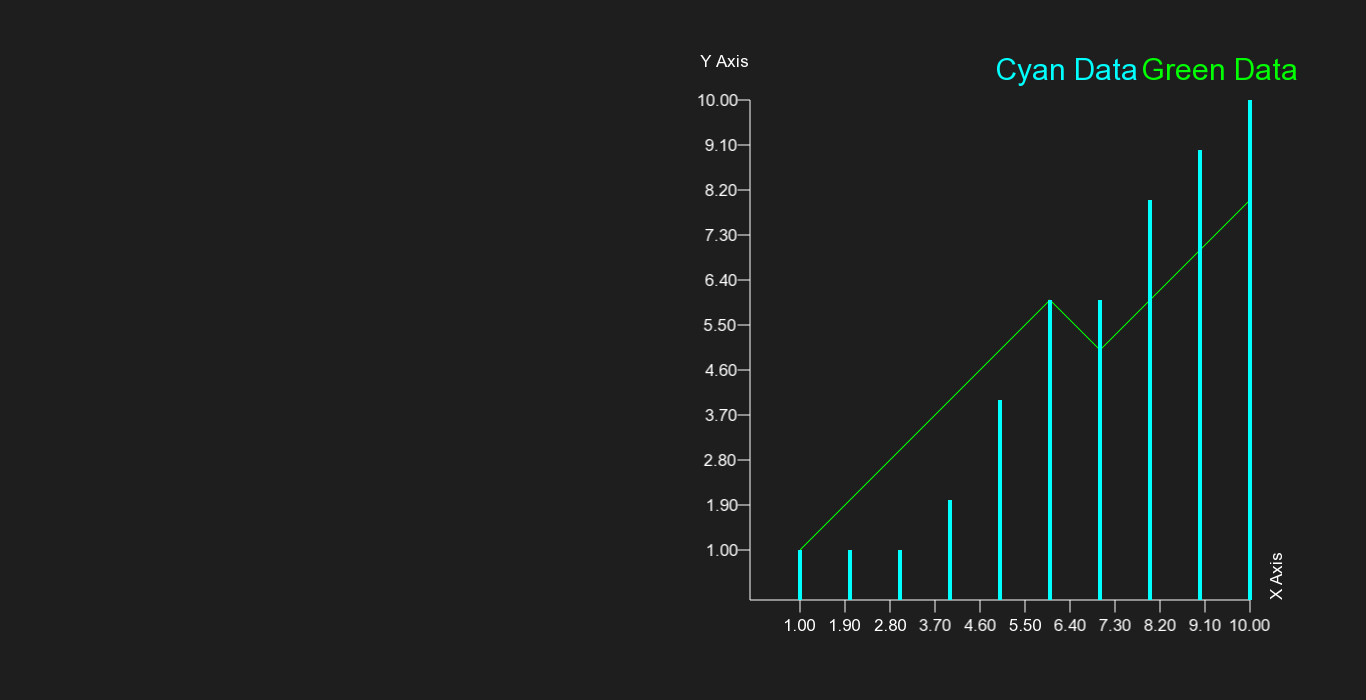 Y Axis
Cyan Data Green Data
10.00
9.10
8.20
7.30
6.40
5.50
4.60
3.70
2.80
1.90
1.00
X Axis
1.00 1.90 2.80 3.70 4.60 5.50 6.40 7.30 8.20 9.10 10.00